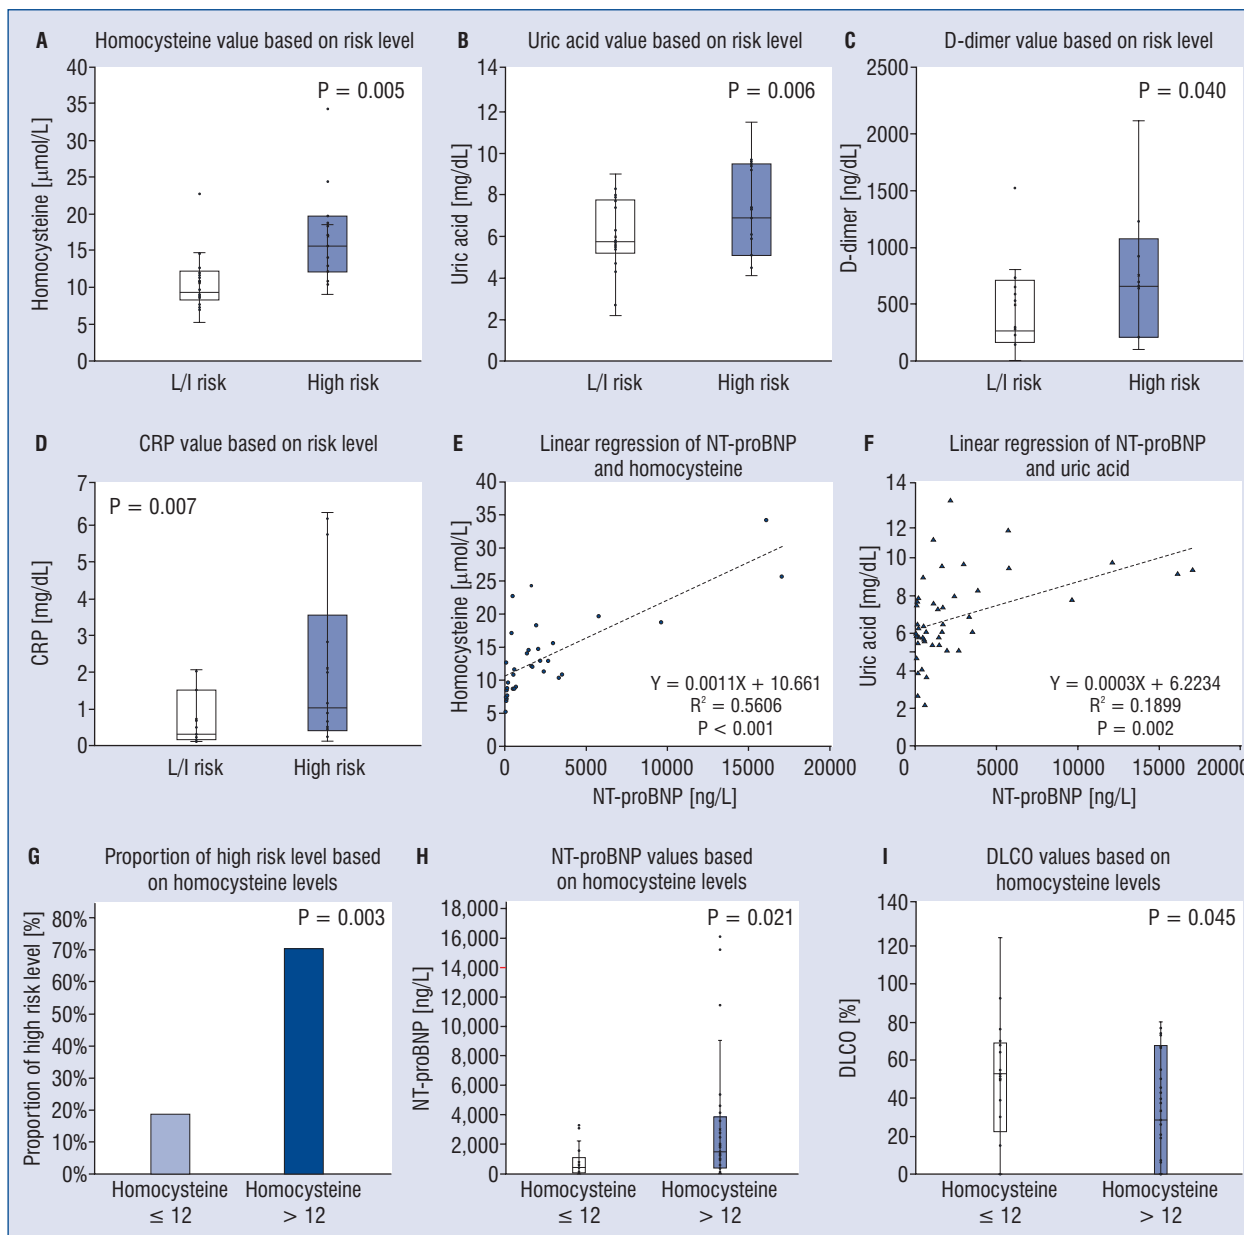 A Homocysteine value based on risk level
P = 0.005
Homocysteine [μmol/L]
40
35
30
25
20
15
10
5
0
L/I risk High risk
B Uric acid value based on risk level
P = 0.006
Uric acid [mg/dL]
14
12
10
8
6
4
2
0
L/I risk High risk
C D-dimer value based on risk level
P = 0.040
D-dimer [ng/dL]
2500
2000
1500
1000
500
0
L/I risk High risk
D CRP value based on risk level
P = 0.007
CRP [mg/dL]
7
6
5
4
3
2
1
0
L/I risk High risk
E Linear regression of NT-proBNP
and homocysteine
Homocysteine [μmol/L]
40
35
30
25
20
15
10
5
0
Y = 0.0011X + 10.661
R² = 0.5606
P < 0.001
0 5000 10000 15000 20000
NT-proBNP [ng/L]
F Linear regression of NT-proBNP
and uric acid
Uric acid [mg/dL]
14
12
10
8
6
4
2
0
Y = 0.0003X + 6.2234
R² = 0.1899
P = 0.002
0 5000 10000 15000 20000
NT-proBNP [ng/L]
G Proportion of high risk level based
on homocysteine levels
P = 0.003
Proportion of high risk level [%]
80%
70%
60%
50%
40%
30%
20%
10%
0%
Homocysteine Homocysteine
≤ 12 > 12
H NT-proBNP values based
on homocysteine levels
P = 0.021
NT-proBNP [ng/L]
18,000
16,000
14,000
12,000
10,000
8,000
6,000
4,000
2,000
0
Homocysteine Homocysteine
≤ 12 > 12
I DLCO values based on
homocysteine levels
P = 0.045
DLCO [%]
140
120
100
80
60
40
20
0
Homocysteine Homocysteine
≤ 12 > 12